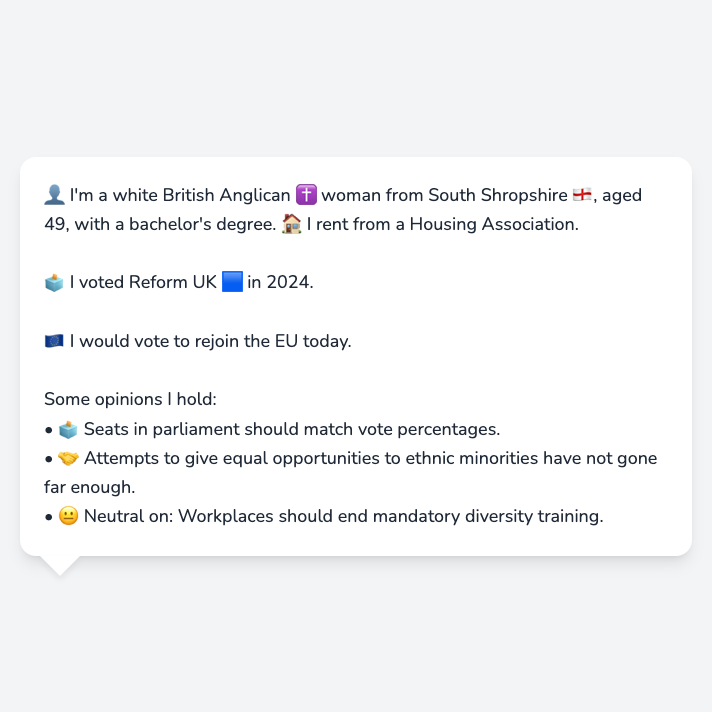 👤 I'm a white British Anglican ✝️ woman from South Shropshire 🏴󠁧󠁢󠁥󠁮󠁧󠁿, aged
49, with a bachelor's degree. 🏠 I rent from a Housing Association.
🗳️ I voted Reform UK 🟦 in 2024.
🇪🇺 I would vote to rejoin the EU today.
Some opinions I hold:
• 🗳️ Seats in parliament should match vote percentages.
• 🤝 Attempts to give equal opportunities to ethnic minorities have not gone
far enough.
• 😐 Neutral on: Workplaces should end mandatory diversity training.